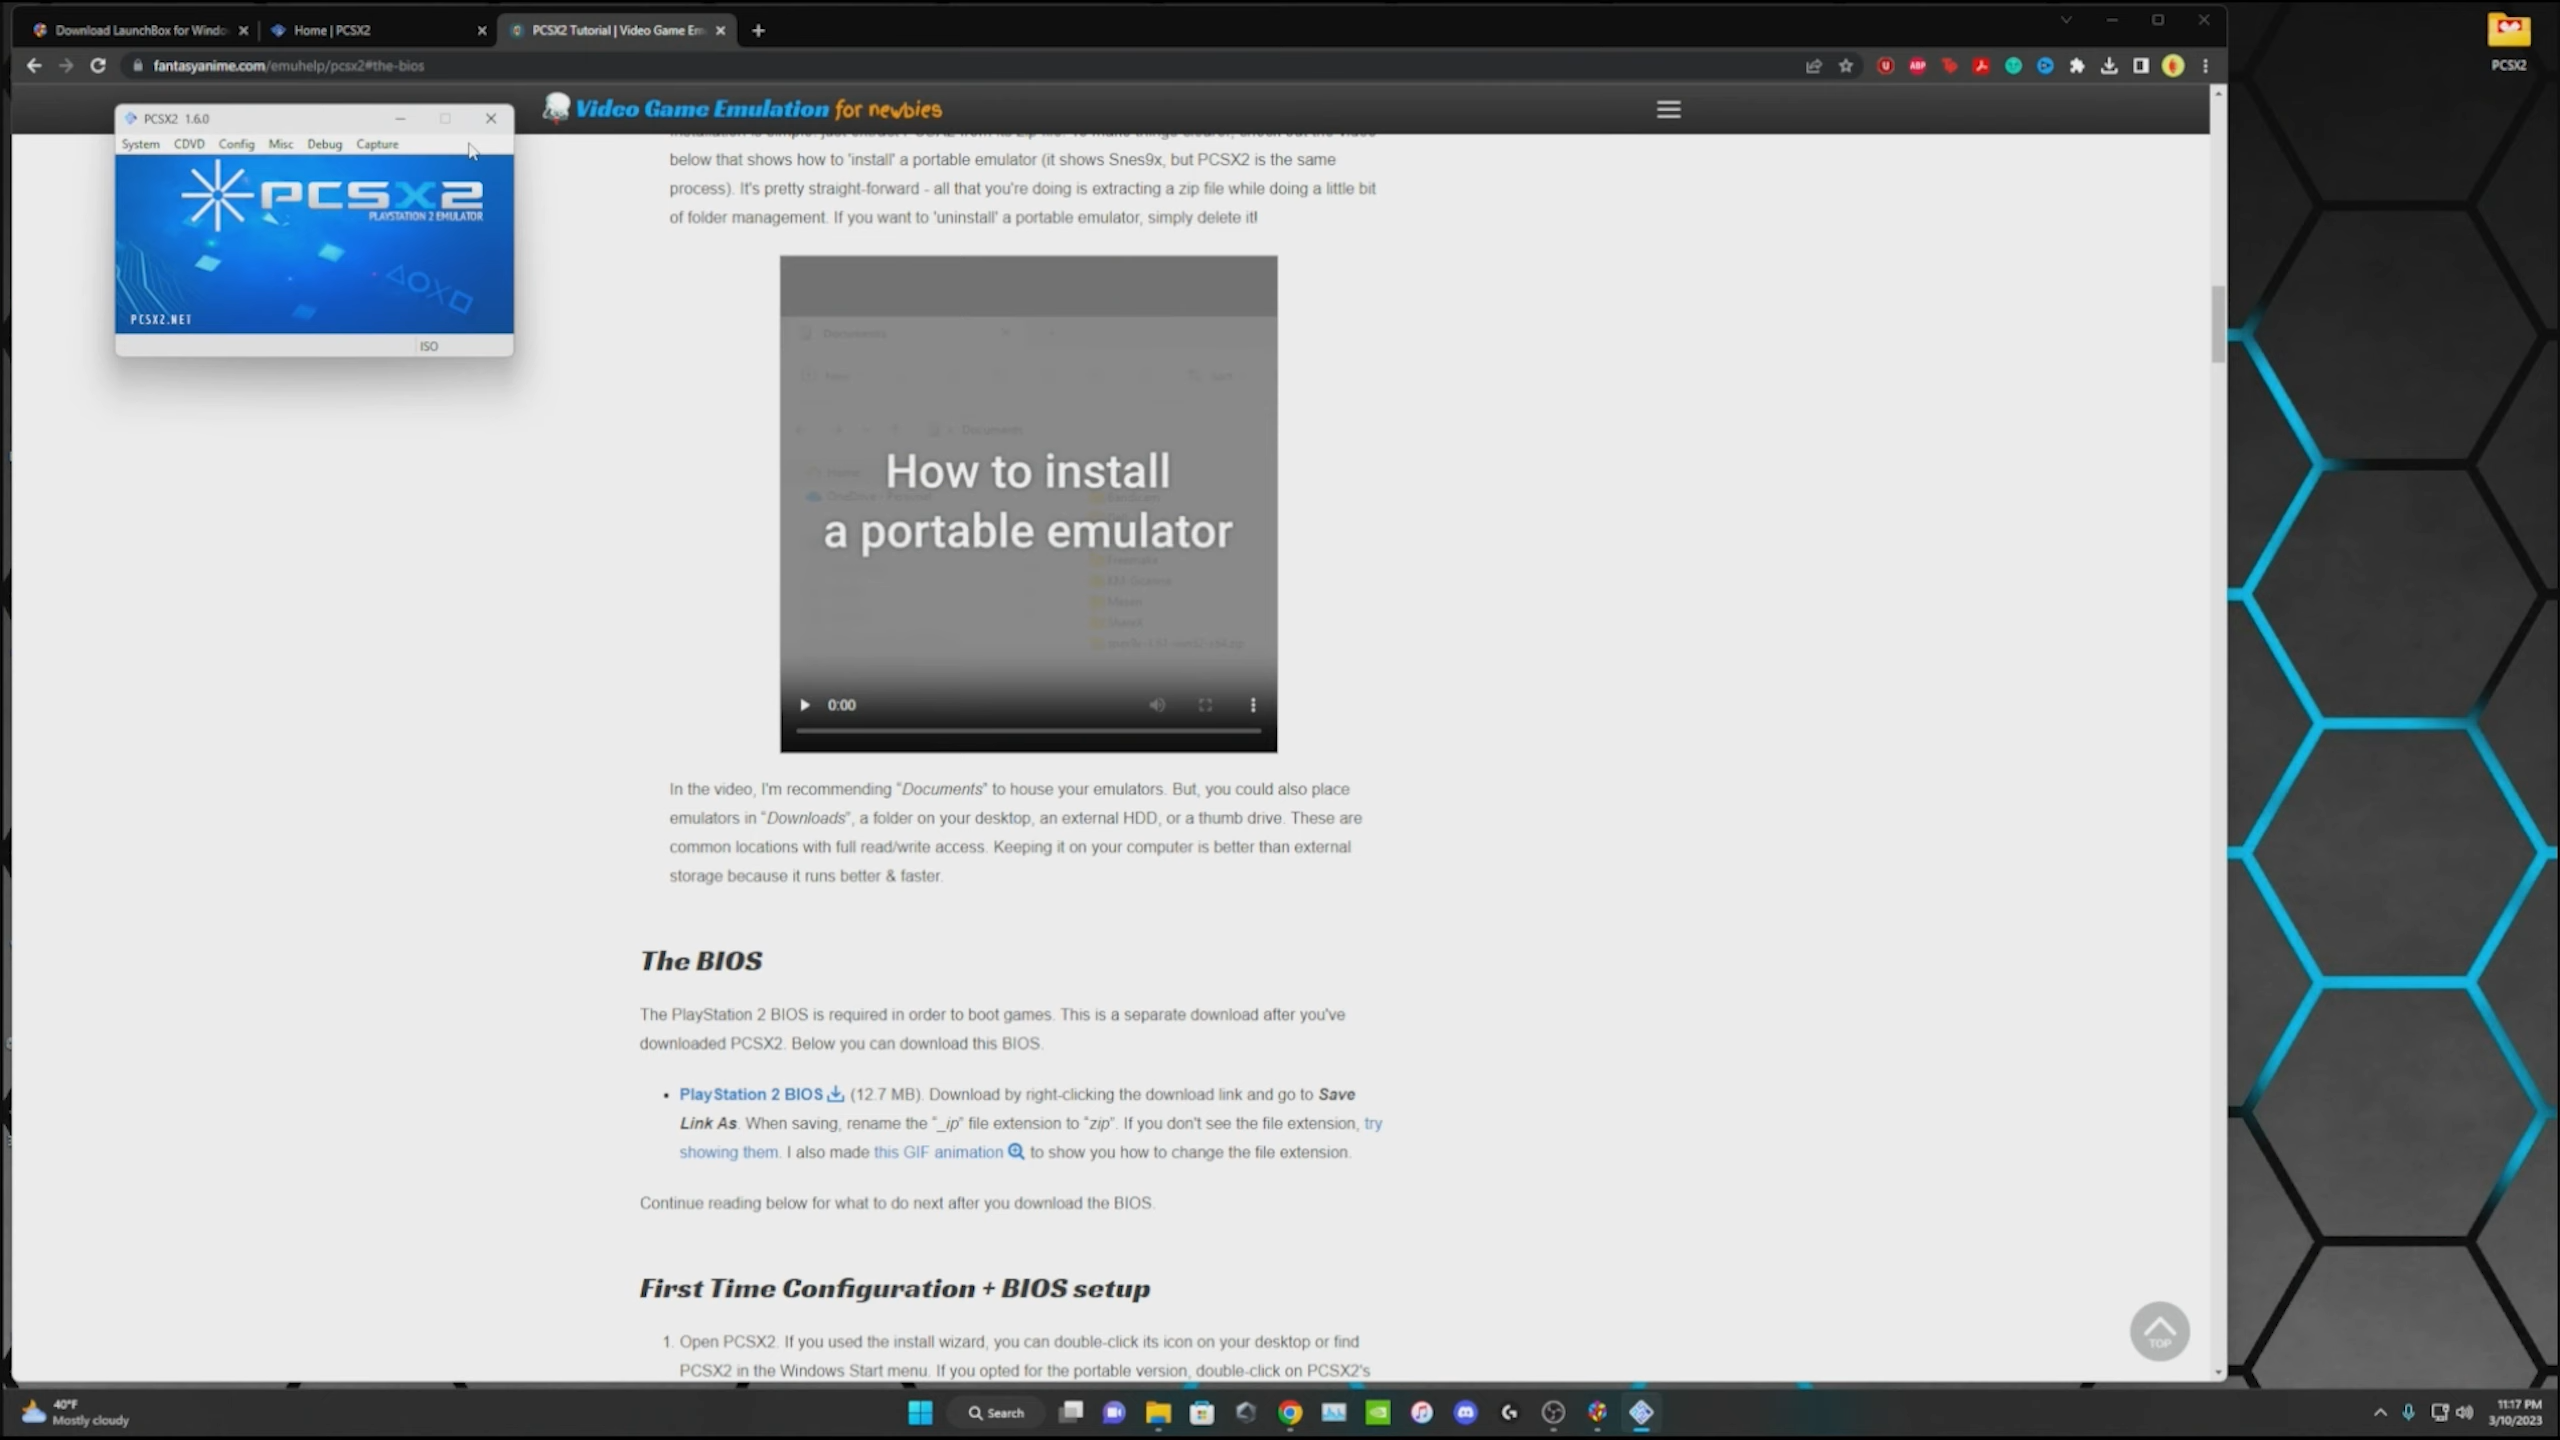 Download LaunchBox for Windo
Home | PCSX2
PCSX2 Tutorial | Video Game Em
fantasyanime.com/emuhelp/pcsx2#the-bios
ABP
PCSX2
Video Game Emulation for newbies
PCSX2 1.6.0
System CDVD Config Misc Debug Capture
PCSX2
PLAYSTATION 2 EMULATOR
PCSX2.NET
ISO
below that shows how to 'install' a portable emulator (it shows Snes9x, but PCSX2 is the same
process). It's pretty straight-forward - all that you're doing is extracting a zip file while doing a little bit
of folder management. If you want to 'uninstall' a portable emulator, simply delete it!
Documents
New
Sort
Documents
Home
OneDrive - Personal
How to install
a portable emulator
0:00
In the video, I'm recommending "Documents" to house your emulators. But, you could also place
emulators in "Downloads", a folder on your desktop, an external HDD, or a thumb drive. These are
common locations with full read/write access. Keeping it on your computer is better than external
storage because it runs better & faster.
The BIOS
The PlayStation 2 BIOS is required in order to boot games. This is a separate download after you've
downloaded PCSX2. Below you can download this BIOS.
• PlayStation 2 BIOS (12.7 MB). Download by right-clicking the download link and go to Save
Link As. When saving, rename the "_ip" file extension to "zip". If you don't see the file extension, try
showing them. I also made this GIF animation to show you how to change the file extension.
Continue reading below for what to do next after you download the BIOS.
First Time Configuration + BIOS setup
1. Open PCSX2. If you used the install wizard, you can double-click its icon on your desktop or find
PCSX2 in the Windows Start menu. If you opted for the portable version, double-click on PCSX2's
TOP
40°F
Mostly cloudy
Search
11:17 PM
3/10/2023